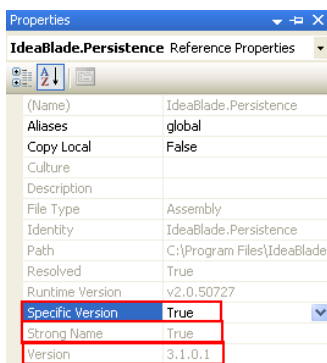 Properties
IdeaBlade.Persistence Reference Properties
(Name) IdeaBlade.Persistence
Aliases global
Copy Local False
Culture
Description
File Type Assembly
Identity IdeaBlade.Persistence
Path C:\Program Files\IdeaBlade
Resolved True
Runtime Version v2.0.50727
Specific Version True
Strong Name True
Version 3.1.0.1